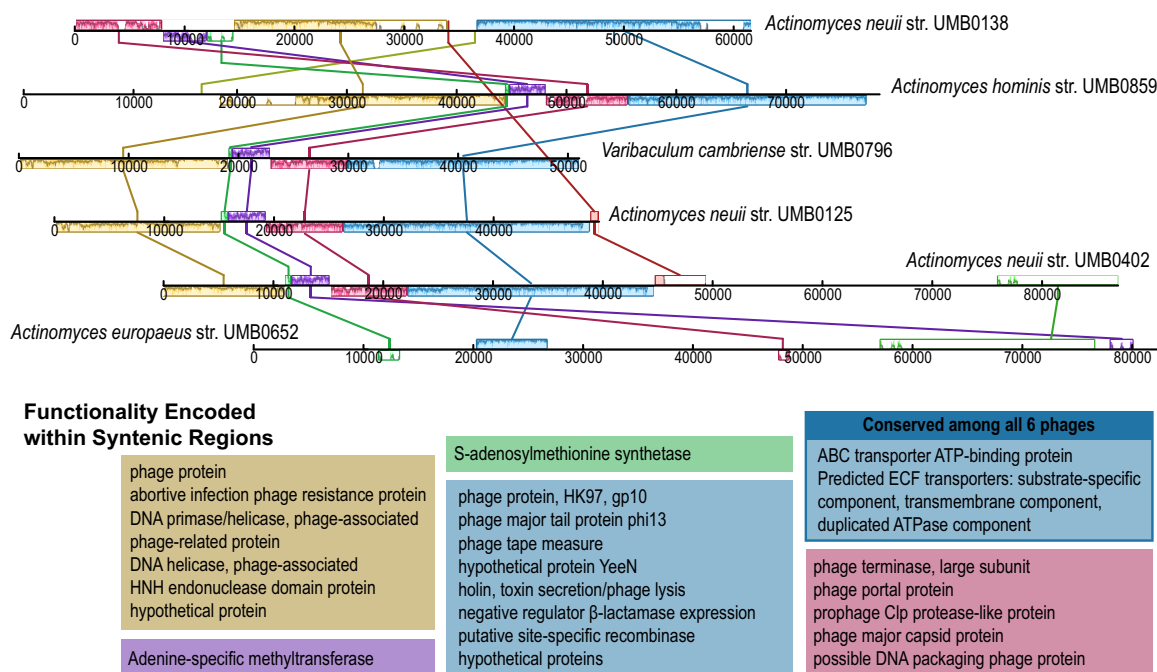 Actinomyces neuii str. UMB0138
0 10000 20000 30000 40000 50000 60000
Actinomyces hominis str. UMB0859
0 10000 20000 30000 40000 50000 60000 70000
Varibaculum cambriense str. UMB0796
0 10000 20000 30000 40000 50000
Actinomyces neuii str. UMB0125
0 10000 20000 30000 40000
Actinomyces neuii str. UMB0402
0 10000 20000 30000 40000 50000 60000 70000 80000
Actinomyces europaeus str. UMB0652
0 10000 20000 30000 40000 50000 60000 70000 80000
Functionality Encoded
within Syntenic Regions
phage protein
abortive infection phage resistance protein
DNA primase/helicase, phage-associated
phage-related protein
DNA helicase, phage-associated
HNH endonuclease domain protein
hypothetical protein
Adenine-specific methyltransferase
S-adenosylmethionine synthetase
phage protein, HK97, gp10
phage major tail protein phi13
phage tape measure
hypothetical protein YeeN
holin, toxin secretion/phage lysis
negative regulator β-lactamase expression
putative site-specific recombinase
hypothetical proteins
Conserved among all 6 phages
ABC transporter ATP-binding protein
Predicted ECF transporters: substrate-specific
component, transmembrane component,
duplicated ATPase component
phage terminase, large subunit
phage portal protein
prophage Clp protease-like protein
phage major capsid protein
possible DNA packaging phage protein